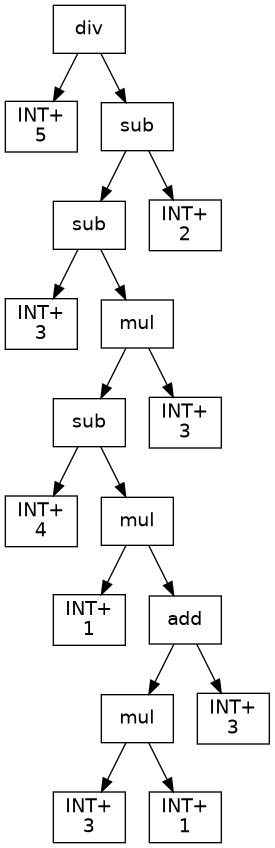 div
INT+
5
sub
sub
INT+
2
INT+
3
mul
sub
INT+
3
INT+
4
mul
INT+
1
add
mul
INT+
3
INT+
3
INT+
1